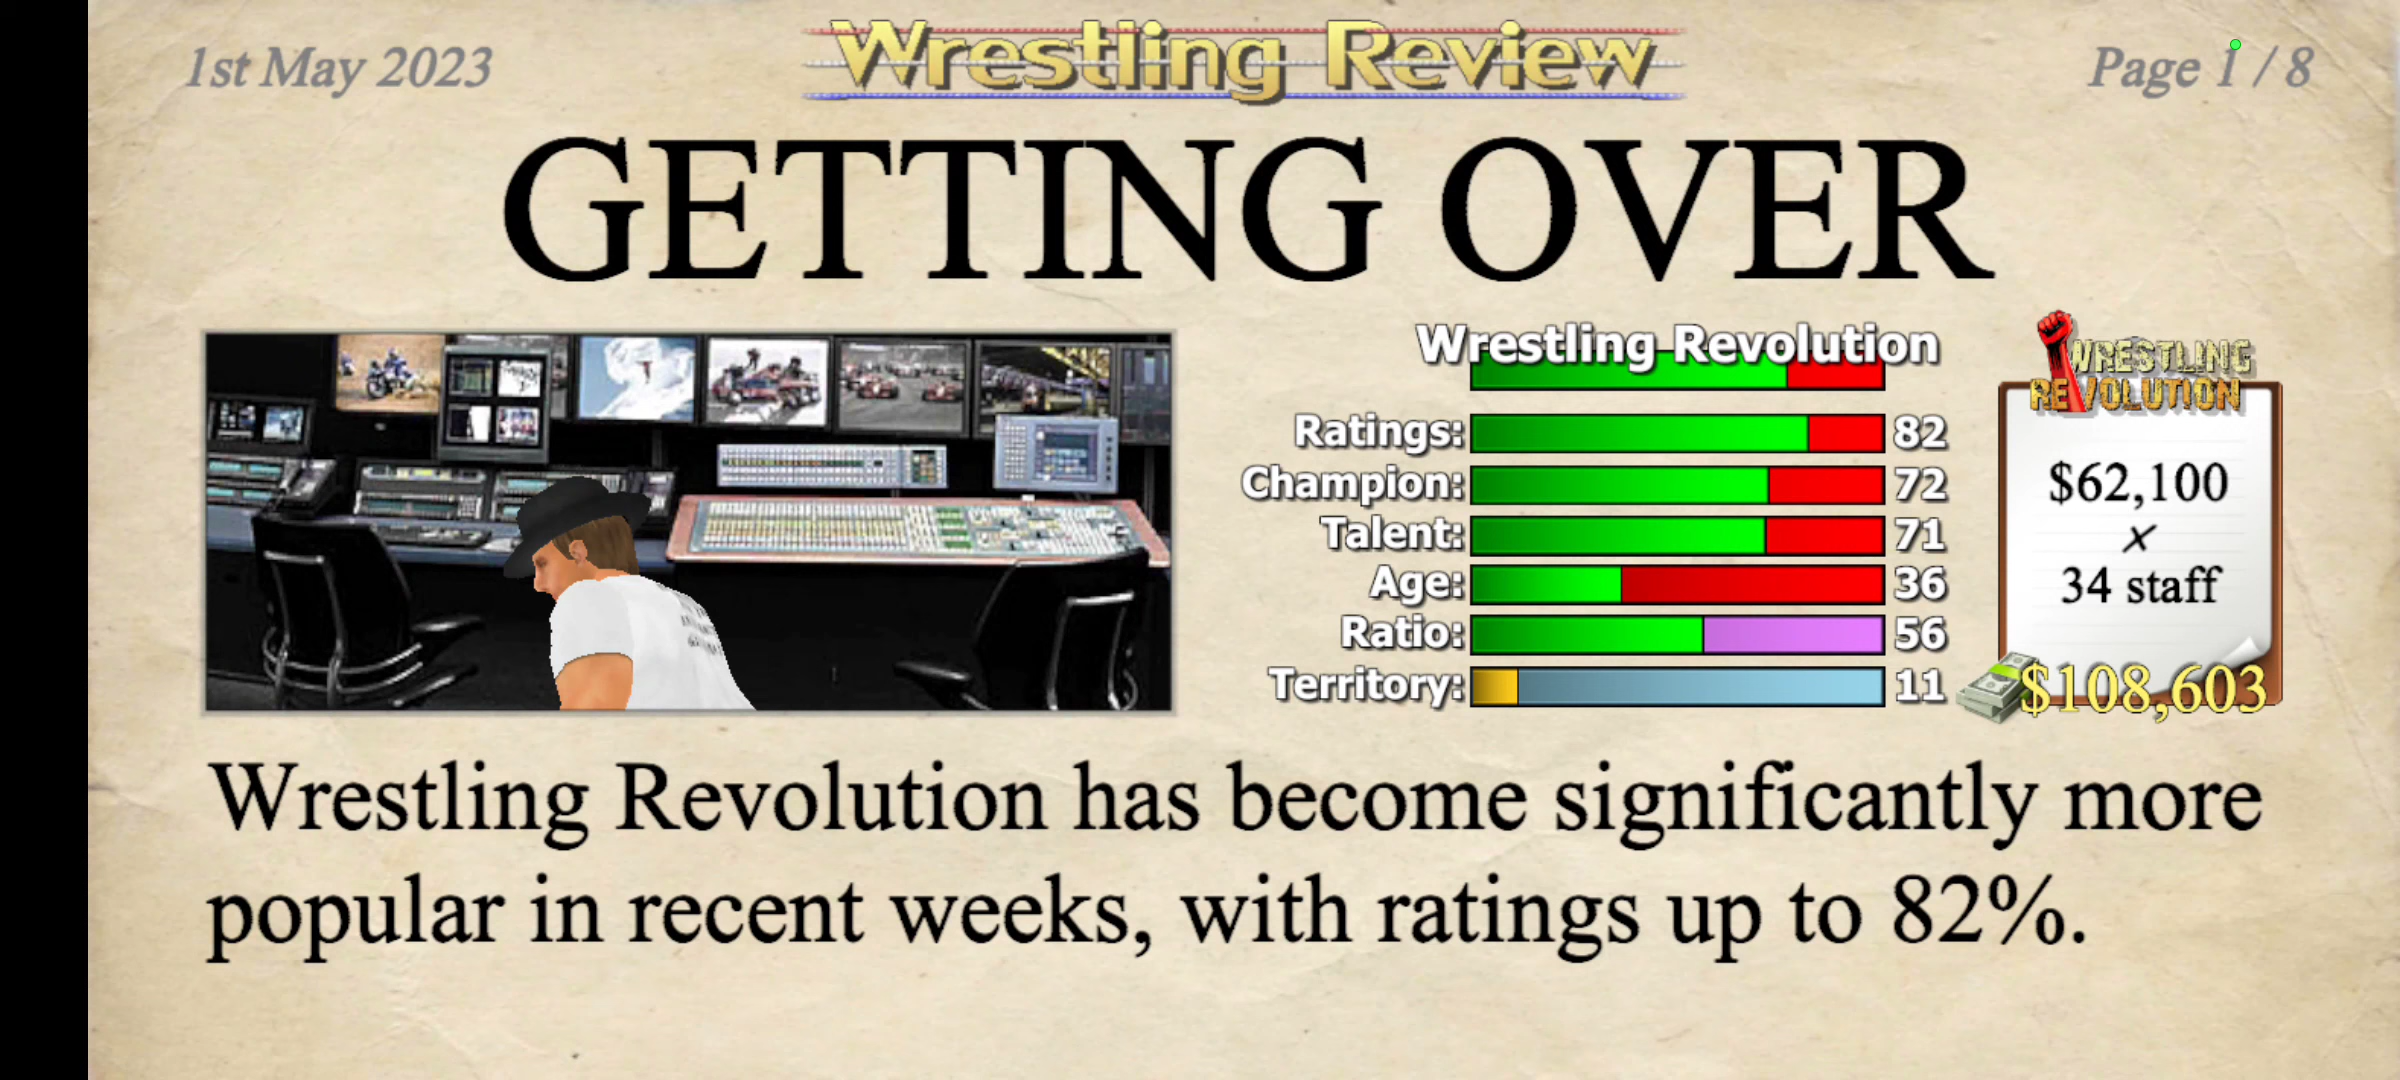 1st May 2023
Wrestling Review
Page 1 / 8
GETTING OVER
Wrestling Revolution
Ratings: 82
Champion: 72
Talent: 71
Age: 36
Ratio: 56
Territory: 11
WRESTLING
REVOLUTION
$62,100
x
34 staff
$108,603
Wrestling Revolution has become significantly more
popular in recent weeks, with ratings up to 82%.